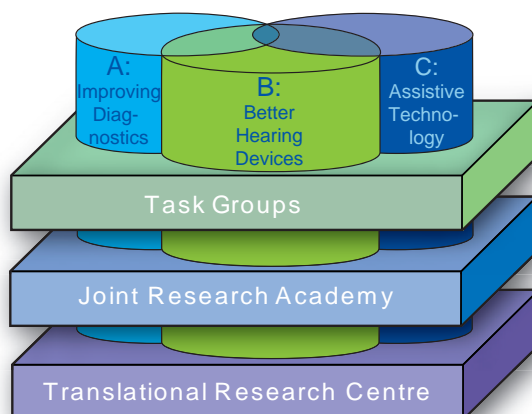 A:
Improving
Diag-
nostics
B:
Better
Hearing
Devices
C:
Assistive
Techno-
logy
Task Groups
Joint Research Academy
Translational Research Centre